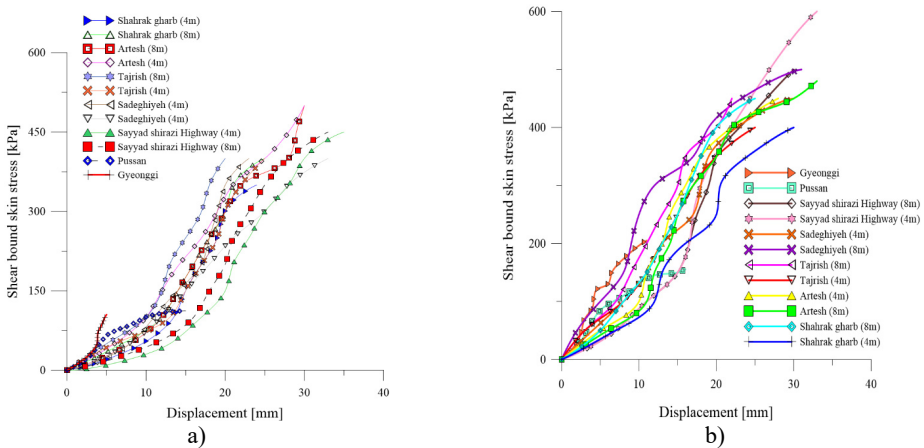 Shahrak gharb (4m)
Shahrak gharb (8m)
Artesh (8m)
Artesh (4m)
Tajrish (8m)
Tajrish (4m)
Sadeghiyeh (4m)
Sadeghiyeh (4m)
Sayyad shirazi Highway (4m)
Sayyad shirazi Highway (8m)
Pussan
Gyeonggi
Shear bound skin stress [kPa]
600
450
300
150
0
0 10 20 30 40
Displacement [mm]
a)
Shear bound skin stress [kPa]
600
400
200
0
0 10 20 30 40
Displacement [mm]
Gyeonggi
Pussan
Sayyad shirazi Highway (8m)
Sayyad shirazi Highway (4m)
Sadeghiyeh (4m)
Sadeghiyeh (8m)
Tajrish (8m)
Tajrish (4m)
Artesh (4m)
Artesh (8m)
Shahrak gharb (8m)
Shahrak gharb (4m)
b)